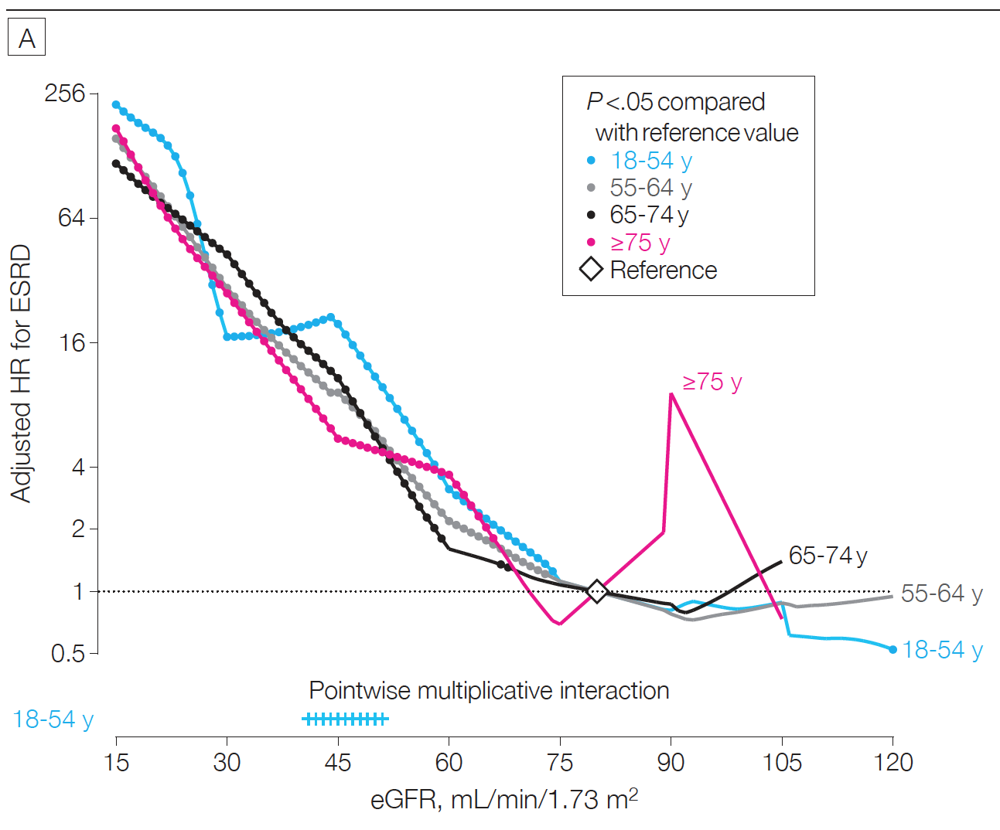 A
256
64
16
4
2
1
0.5
Adjusted HR for ESRD
P <.05 compared
with reference value
18-54 y
55-64 y
65-74 y
≥75 y
Reference
≥75 y
65-74 y
55-64 y
18-54 y
Pointwise multiplicative interaction
18-54 y
15 30 45 60 75 90 105 120
eGFR, mL/min/1.73 m²